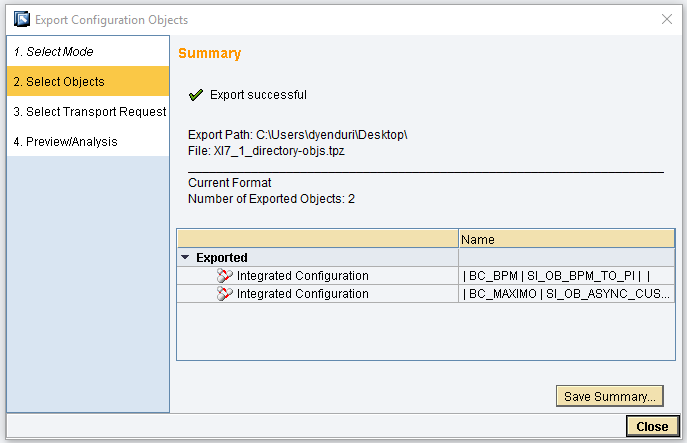 Export Configuration Objects
1. Select Mode
2. Select Objects
3. Select Transport Request
4. Preview/Analysis
Summary
Export successful
Export Path: C:\Users\dyenduri\Desktop\
File: XI7_1_directory-objs.tpz
Current Format
Number of Exported Objects: 2
Name
Exported
Integrated Configuration | BC_BPM | SI_OB_BPM_TO_PI | |
Integrated Configuration | BC_MAXIMO | SI_OB_ASYNC_CUS...
Save Summary...
Close